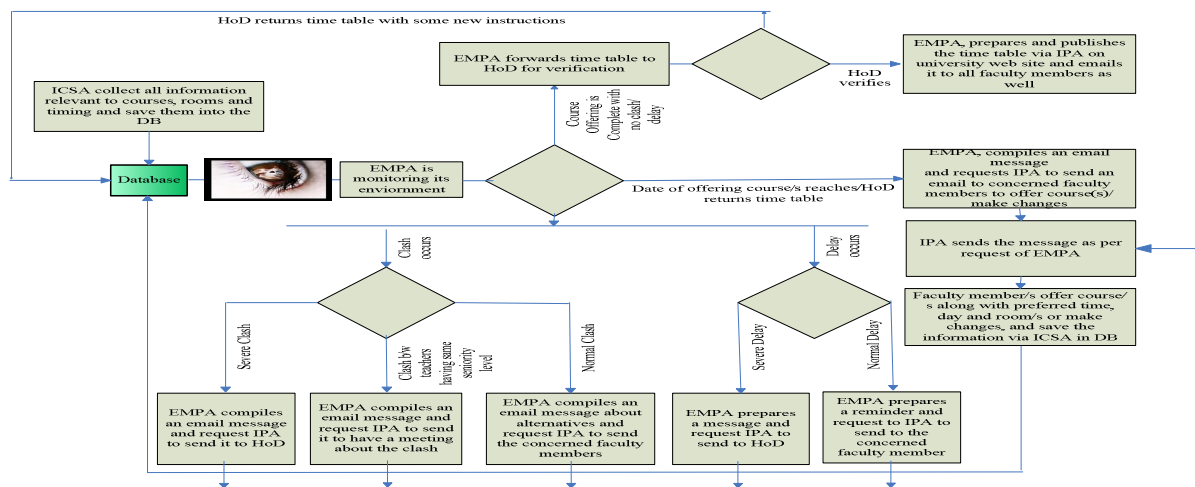 HoD returns time table with some new instructions
EMPA forwards time table to
HoD for verification
HoD
verifies
EMPA, prepares and publishes
the time table via IPA on
university web site and emails
it to all faculty members as
well
ICSA collect all information
relevant to courses, rooms
and timing and save them into the
DB
Course
Offering is
Complete with
no clash/
delay
Database
EMPA is
monitoring its
enviornment
Date of offering course/s reaches/HoD
returns time table
EMPA, compiles an email
message
and requests IPA to send an
email to concerned faculty
members to offer course(s)/
make changes
IPA sends the message as per
request of EMPA
Clash
occurs
Delay
occurs
Faculty member/s offer course/
s along with preferred time,
day and room/s or make
changes, and save the
information via ICSA in DB
Severe Clash
Clash b/w
teachers
having same
seniority
level
Normal Clash
Severe Delay
Normal Delay
EMPA compiles
an email message
and request IPA
to send it to HoD
EMPA compiles an
email message and
request IPA to send
it to have a meeting
about the clash
EMPA compiles an
email message about
alternatives and
request IPA to send
the concerned faculty
members
EMPA prepares
a message and
request IPA to
send to HoD
EMPA prepares
a reminder and
request to IPA to
send to the
concerned
faculty member